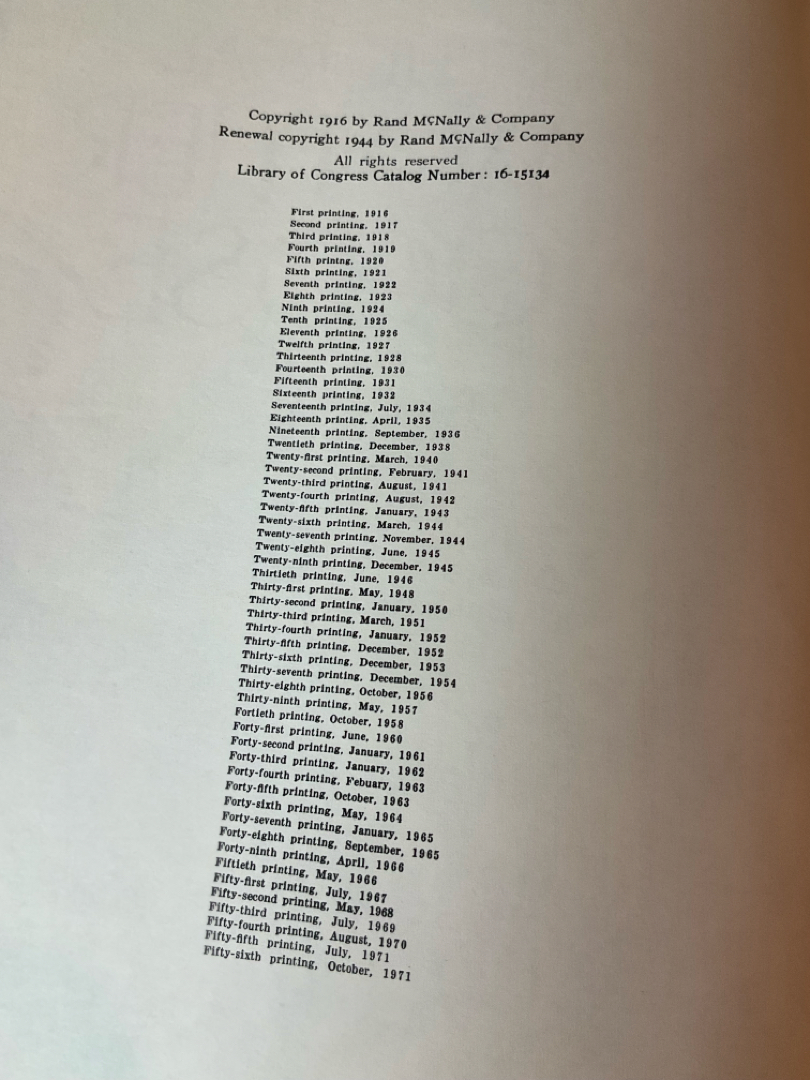 Copyright 1916 by Rand McNally & Company
Renewal copyright 1944 by Rand McNally & Company
All rights reserved
Library of Congress Catalog Number: 16-15134
First printing, 1916
Second printing, 1917
Third printing, 1918
Fourth printing, 1919
Fifth printng, 1920
Sixth printing, 1921
Seventh printing, 1922
Eighth printing, 1923
Ninth printing, 1924
Tenth printing, 1925
Eleventh printing, 1926
Twelfth printing, 1927
Thirteenth printing, 1928
Fourteenth printing, 1930
Fifteenth printing, 1931
Sixteenth printing, 1932
Seventeenth printing, July, 1934
Eighteenth printing, April, 1935
Nineteenth printing, September, 1936
Twentieth printing, December, 1938
Twenty-first printing, March, 1940
Twenty-second printing, February, 1941
Twenty-third printing, August, 1941
Twenty-fourth printing, August, 1942
Twenty-fifth printing, January, 1943
Twenty-sixth printing, March, 1944
Twenty-seventh printing, November, 1944
Twenty-eighth printing, June, 1945
Twenty-ninth printing, December, 1945
Thirtieth printing, June, 1946
Thirty-first printing, May, 1948
Thirty-second printing, January, 1950
Thirty-third printing, March, 1951
Thirty-fourth printing, January, 1952
Thirty-fifth printing, December, 1952
Thirty-sixth printing, December, 1953
Thirty-seventh printing, December, 1954
Thirty-eighth printing, October, 1956
Thirty-ninth printing, May, 1957
Fortieth printing, October, 1958
Forty-first printing, June, 1960
Forty-second printing, January, 1961
Forty-third printing, January, 1962
Forty-fourth printing, Febuary, 1963
Forty-fifth printing, October, 1963
Forty-sixth printing, May, 1964
Forty-seventh printing, January, 1965
Forty-eighth printing, September, 1965
Forty-ninth printing, April, 1966
Fiftieth printing, May, 1966
Fifty-first printing, July, 1967
Fifty-second printing, May, 1968
Fifty-third printing, July, 1969
Fifty-fourth printing, August, 1970
Fifty-fifth printing, July, 1971
Fifty-sixth printing, October, 1971